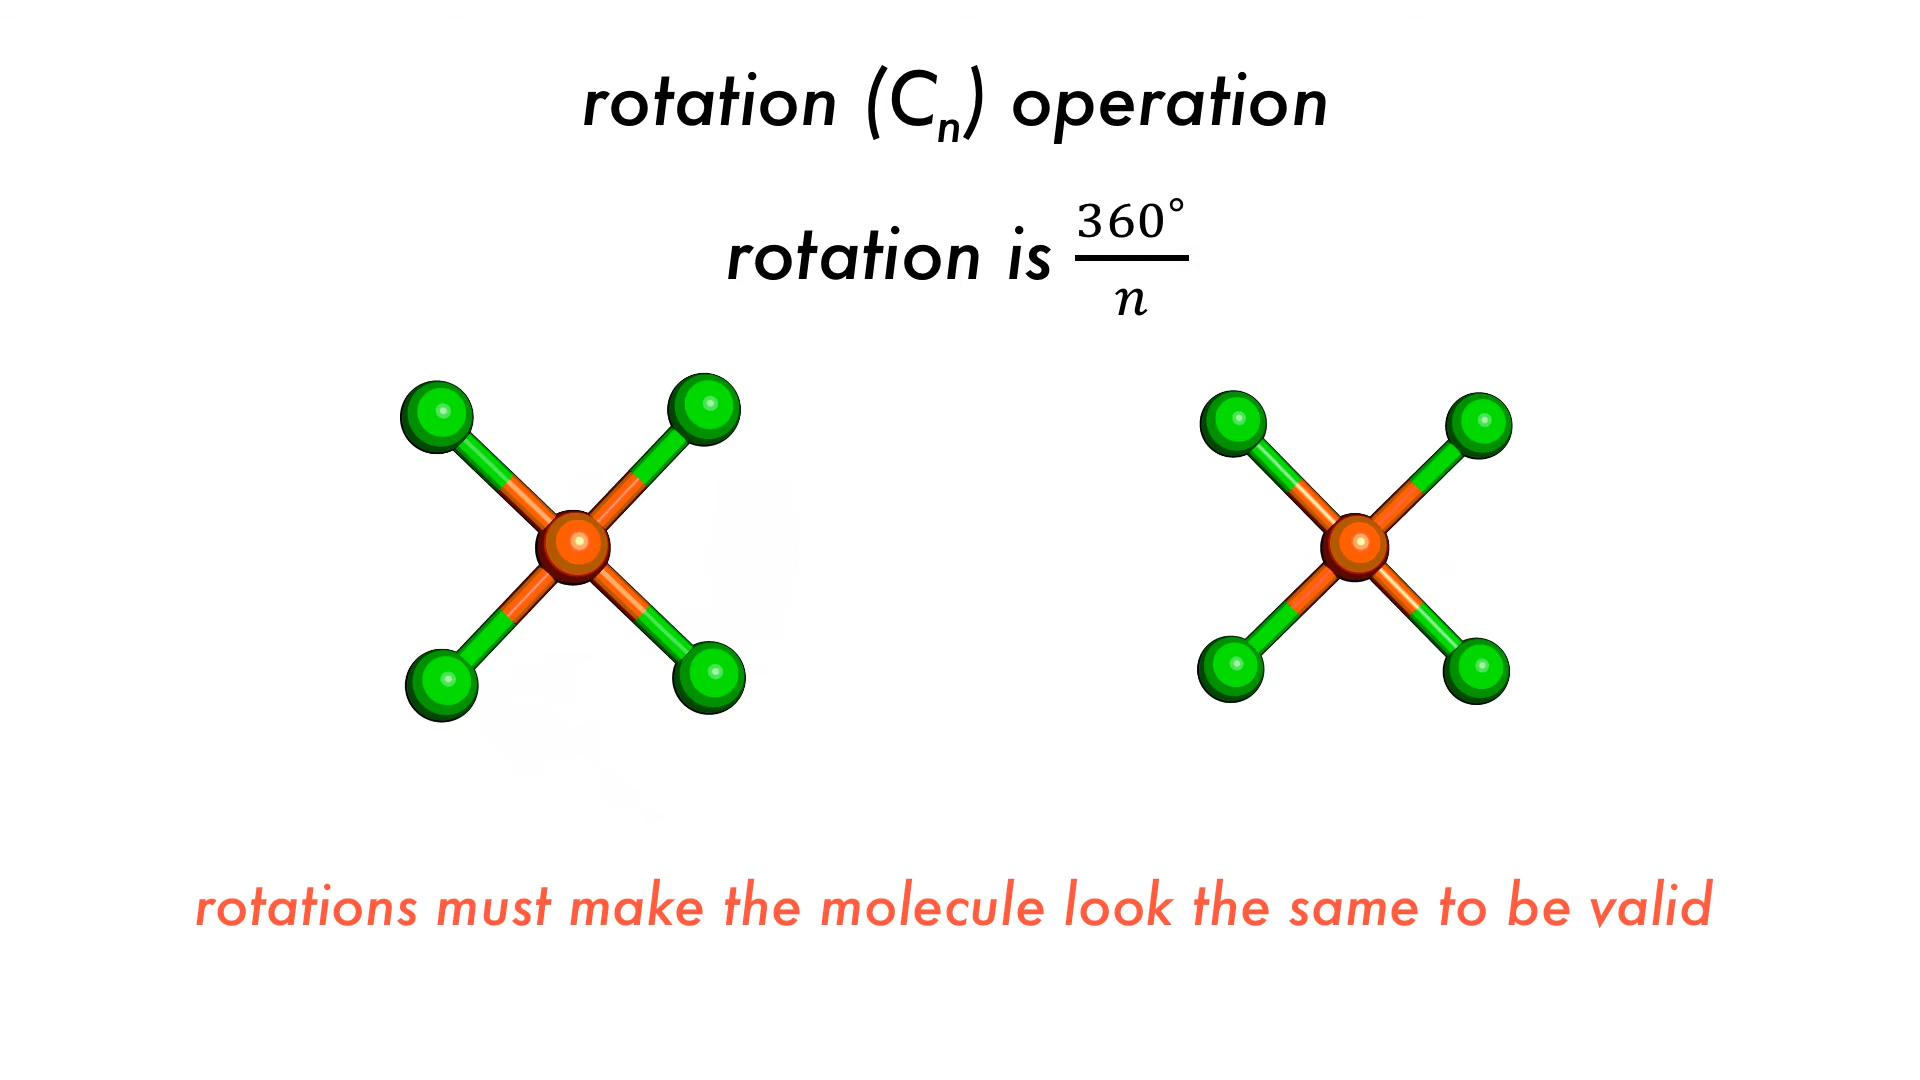 rotation (Cₙ) operation
rotation is 360°/n
rotations must make the molecule look the same to be valid